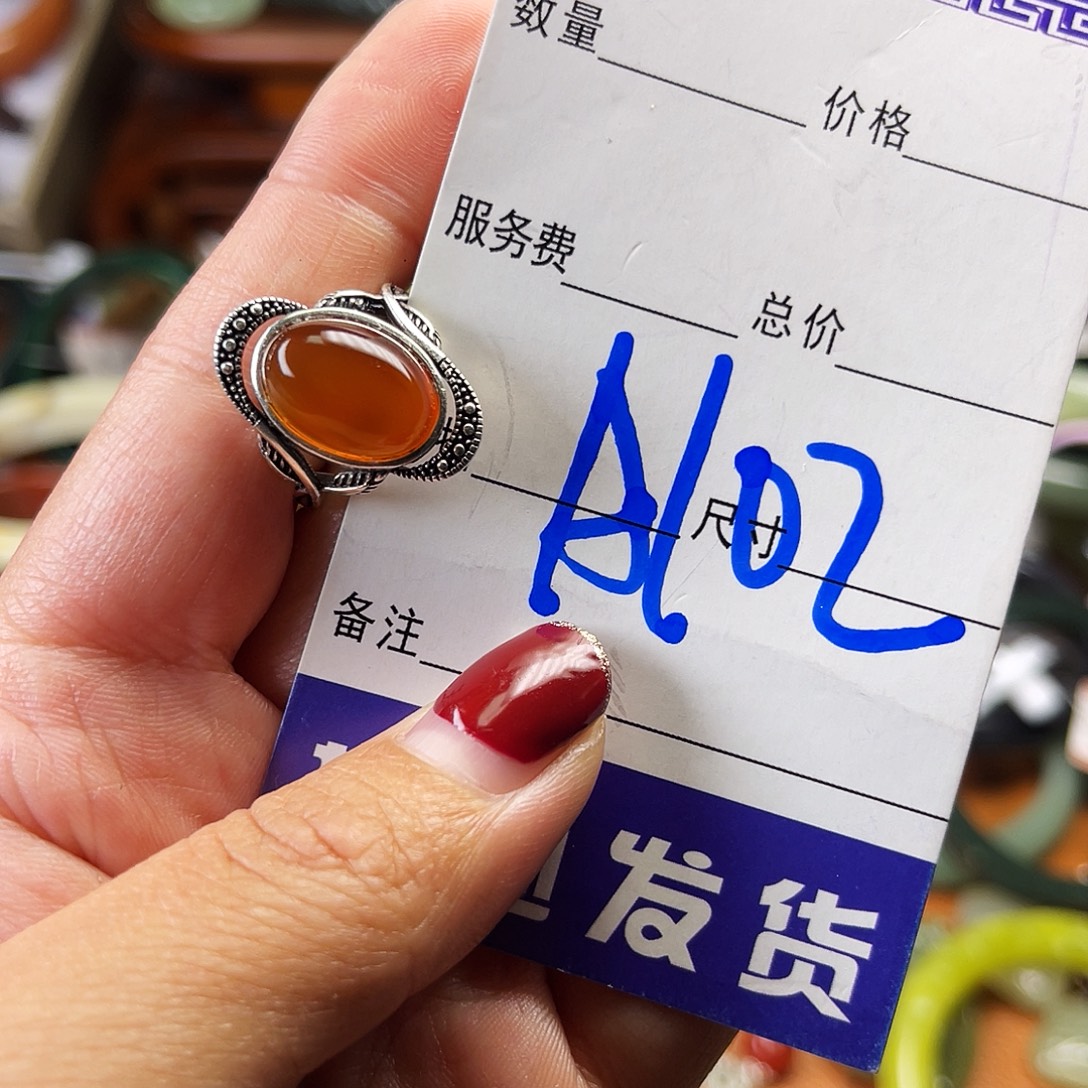 数量 价格
服务费 总价
A102
尺寸
备注
发货